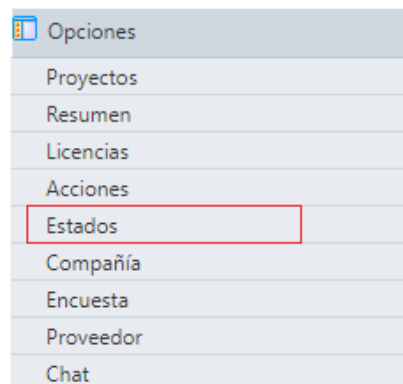 Opciones
Proyectos
Resumen
Licencias
Acciones
Estados
Compañía
Encuesta
Proveedor
Chat